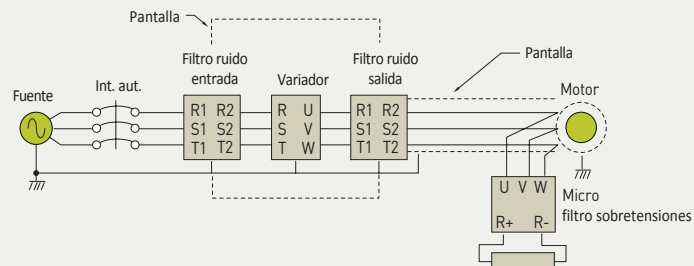 Pantalla
Filtro ruido
entrada
Variador
Filtro ruido
salida
Pantalla
Fuente
Int. aut.
Motor
R1 R2
R U
R1 R2
S1 S2
S V
S1 S2
T1 T2
T W
T1 T2
U V W
Micro
filtro sobretensiones
R+ R-